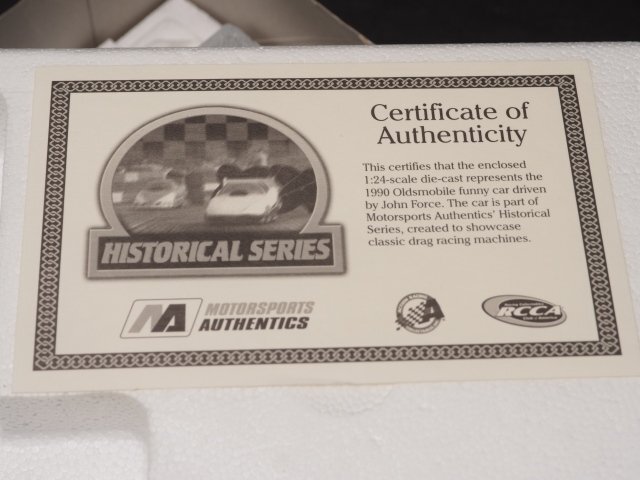 Certificate of
Authenticity
This certifies that the enclosed
1:24-scale die-cast represents the
1990 Oldsmobile funny car driven
by John Force. The car is part of
Motorsports Authentics' Historical
Series, created to showcase
classic drag racing machines.
HISTORICAL SERIES
MA MOTORSPORTS
AUTHENTICS
RCCA